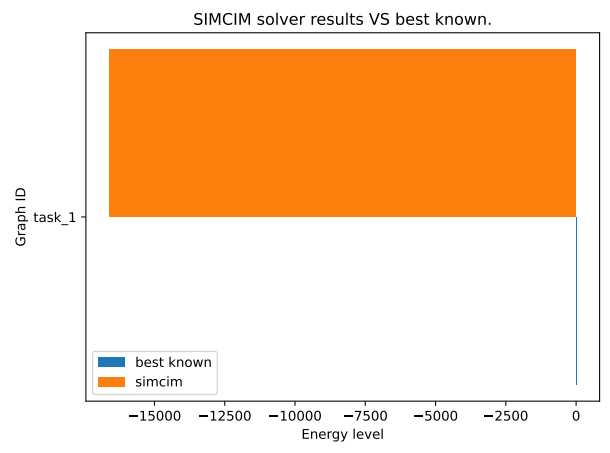 SIMCIM solver results VS best known.
Graph ID
task_1
best known
simcim
−15000 −12500 −10000 −7500 −5000 −2500 0
Energy level